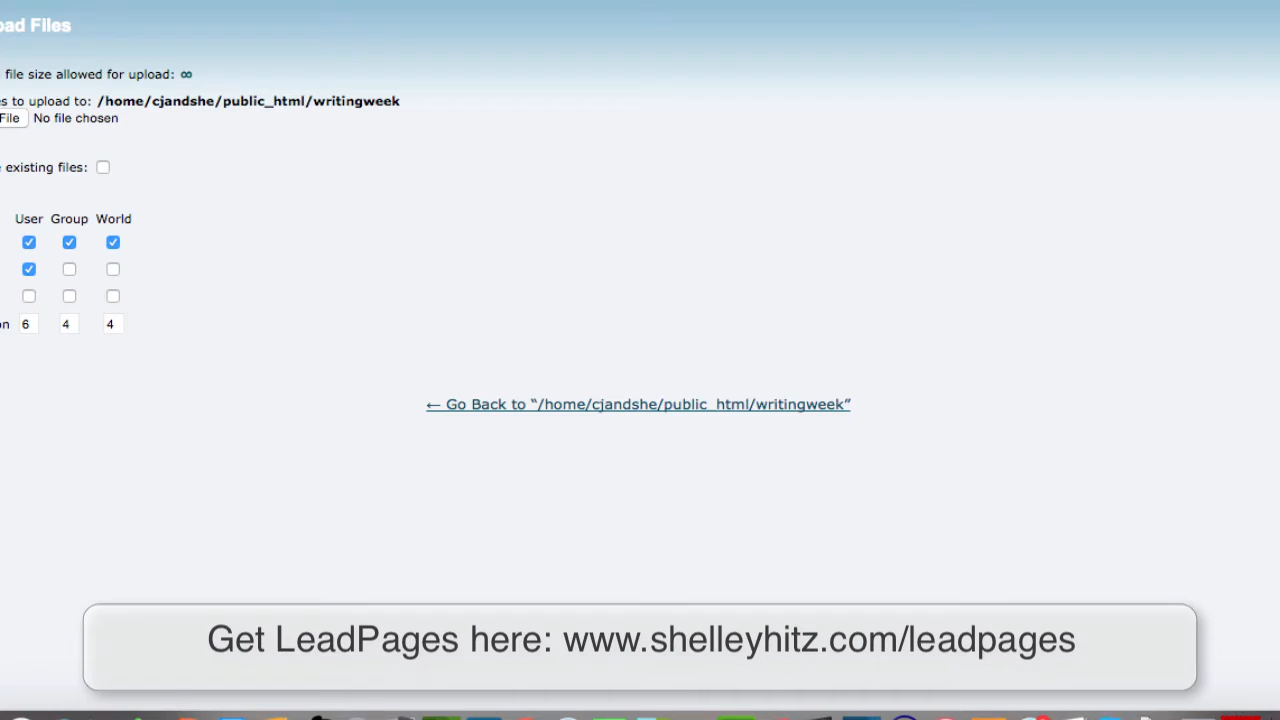 oad Files
file size allowed for upload: ∞
es to upload to: /home/cjandshe/public_html/writingweek
File No file chosen
existing files:
User Group World
on 6 4 4
← Go Back to “/home/cjandshe/public_html/writingweek”
Get LeadPages here: www.shelleyhitz.com/leadpages